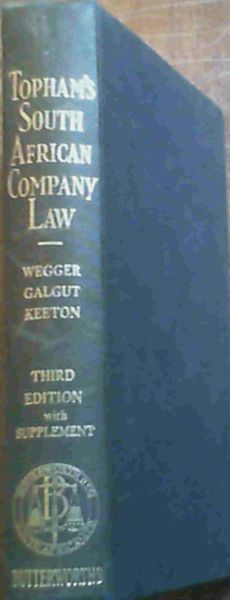 TOPHAM'S
SOUTH
AFRICAN
COMPANY
LAW
WEGGER
GALGUT
KEETON
THIRD
EDITION
with
SUPPLEMENT
BUTTERWORTHS